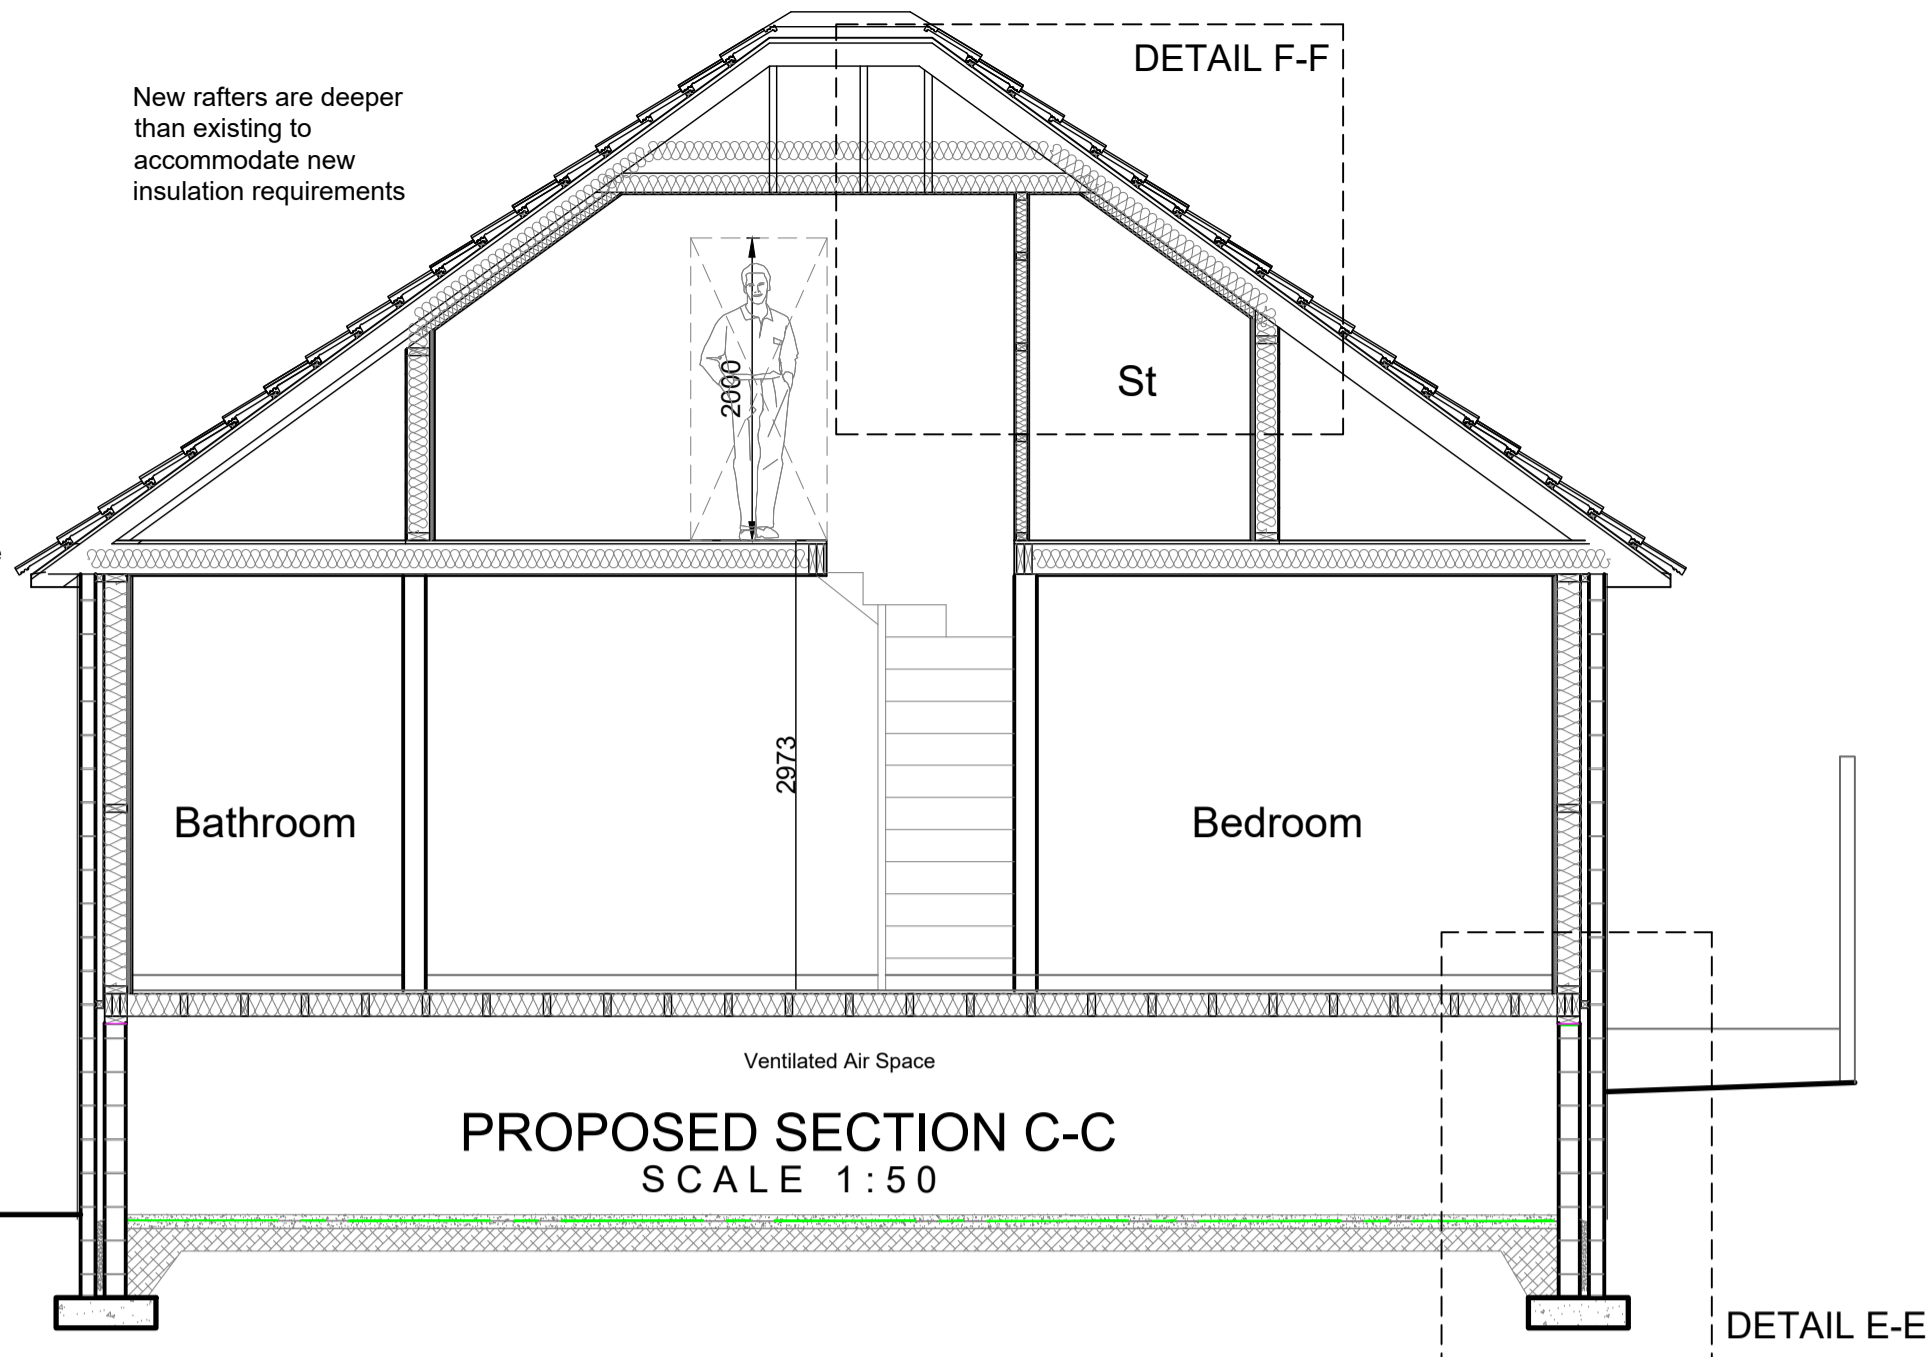 DETAIL F-F
New rafters are deeper
than existing to
accommodate new
insulation requirements
2000
St
2973
Bathroom
Bedroom
Ventilated Air Space
PROPOSED SECTION C-C
SCALE 1:50
DETAIL E-E